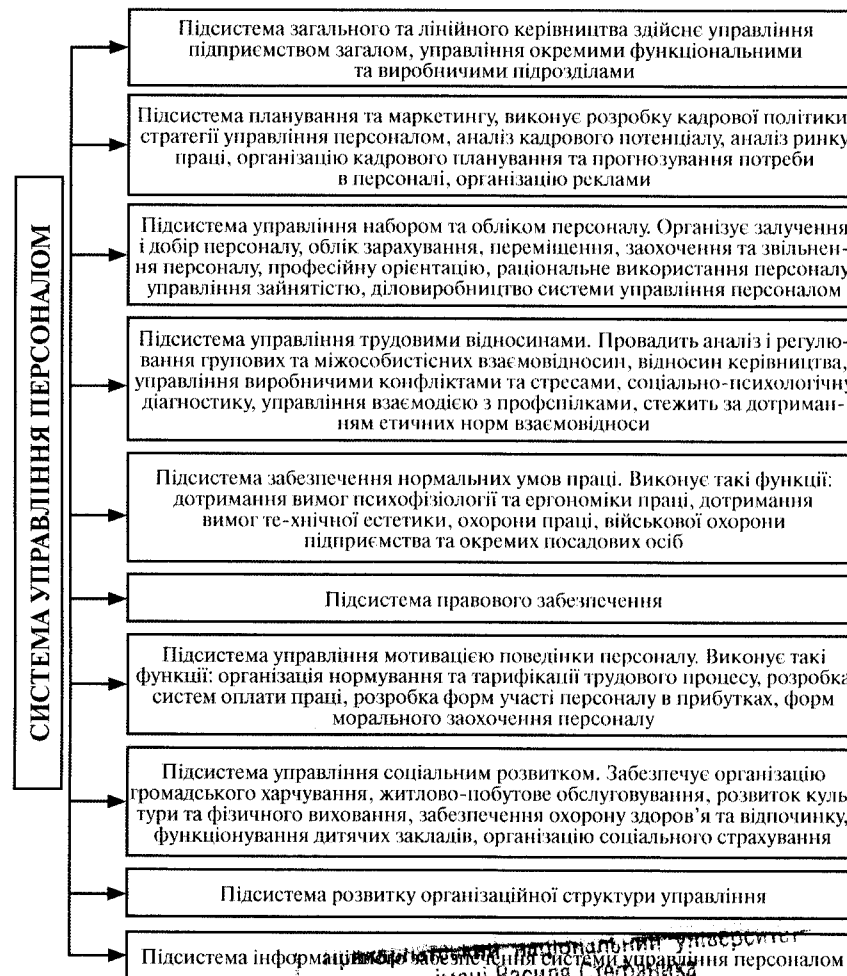 СИСТЕМА УПРАВЛІННЯ ПЕРСОНАЛОМ
Підсистема загального та лінійного керівництва здійснє управління
підприємством загалом, управління окремими функціональними
та виробничими підрозділами
Підсистема планування та маркетингу, виконує розробку кадрової політики
стратегії управління персоналом, аналіз кадрового потенціалу, аналіз ринку
праці, організацію кадрового планування та прогнозування потреби
в персоналі, організацію реклами
Підсистема управління набором та обліком персоналу. Організує залучення
і добір персоналу, облік зарахування, переміщення, заохочення та звільнен-
ня персоналу, професійну орієнтацію, раціональне використання персоналу
управління зайнятістю, діловиробництво системи управління персоналом
Підсистема управління трудовими відносинами. Провадить аналіз і регулю-
вання групових та міжособистісних взаємовідносин, відносин керівництва,
управління виробничими конфліктами та стресами, соціально-психологічну
діагностику, управління взаємодією з профспілками, стежить за дотриман-
ням етичних норм взаємовідноси
Підсистема забезпечення нормальних умов праці. Виконує такі функції:
дотримання вимог психофізіології та ергономіки праці, дотримання
вимог те-хнічної естетики, охорони праці, військової охорони
підприємства та окремих посадових осіб
Підсистема правового забезпечення
Підсистема управління мотивацією поведінки персоналу. Виконує такі
функції: організація нормування та тарифікації трудового процесу, розробка
систем оплати праці, розробка форм участі персоналу в прибутках, форм
морального заохочення персоналу
Підсистема управління соціальним розвитком. Забезпечує організацію
громадського харчування, житлово-побутове обслуговування, розвиток куль-
тури та фізичного виховання, забезпечення охорону здоров'я та відпочинку,
функціонування дитячих закладів, організацію соціального страхування
Підсистема розвитку організаційної структури управління
національний університет
Підсистема інформаційного забезпечення системи управління персоналом
імені Василя Стефаника